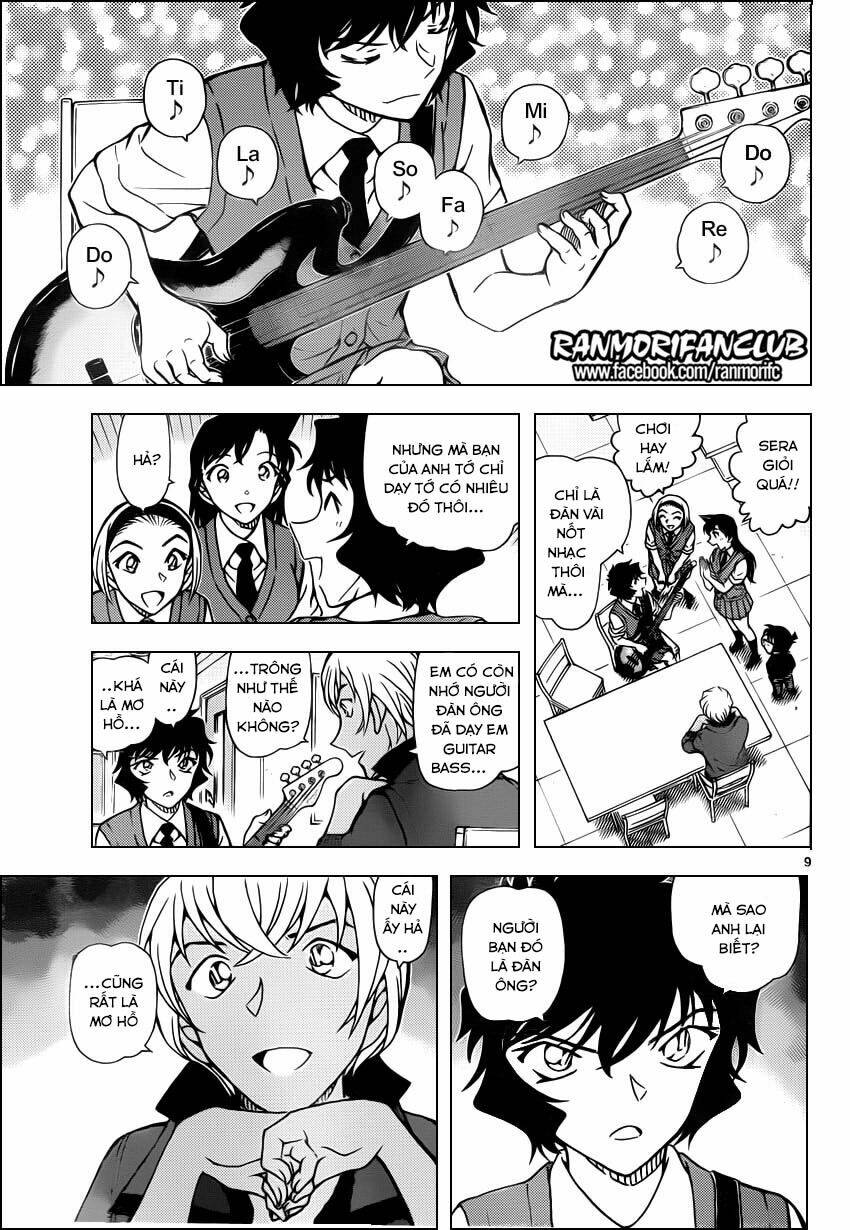 Do
Re
Mi
Fa
So
La
Ti
Do
RANMORIFANCLUB
www.facebook.com/ranmorifc
SERA
GIỎI
QUÁ!!
CHƠI
HAY
LẮM!
CHỈ LÀ
ĐÀN VÀI
NỐT
NHẠC
THÔI
MÀ...
NHƯNG MÀ BẠN
CỦA ANH TỚ CHỈ
DẠY TỚ CÓ NHIÊU
ĐÓ THÔI...
HẢ?
EM CÓ CÒN
NHỚ NGƯỜI
ĐÀN ÔNG
ĐÃ DẠY EM
GUITAR
BASS...
...TRÔNG
NHƯ THẾ
NÀO
KHÔNG?
CÁI
NÀY
..
..KHÁ
LÀ MƠ
HỒ...
9
MÀ SAO
ANH LẠI
BIẾT?
NGƯỜI
BẠN ĐÓ
LÀ ĐÀN
ÔNG?
CÁI
NÀY
ẤY HẢ
..
...CŨNG
RẤT LÀ
MƠ HỒ